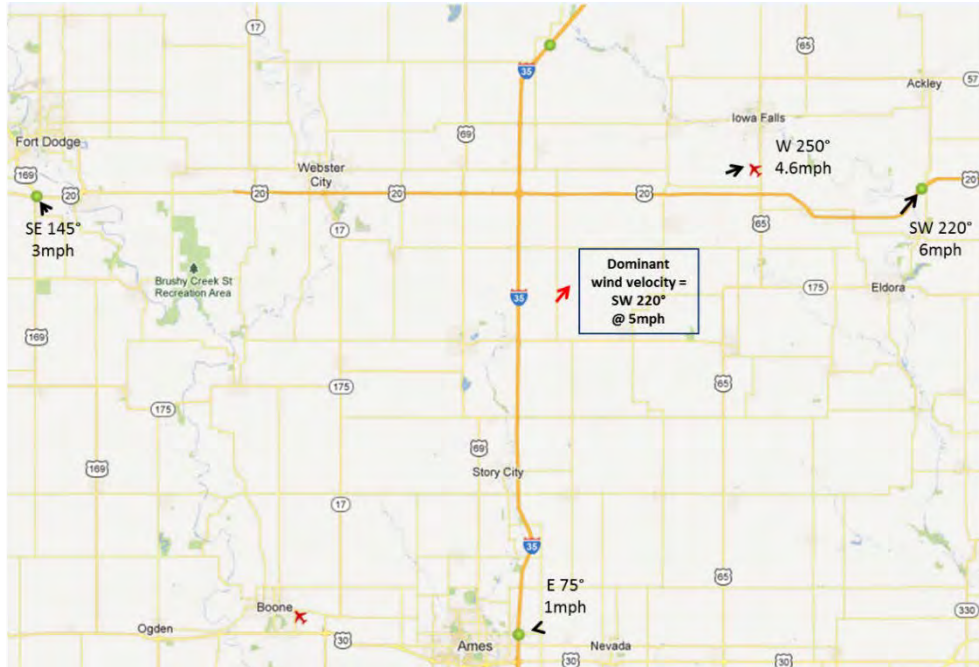 17
65
Ackley
35
57
Iowa Falls
69
Fort Dodge
W 250°
4.6mph
Webster
City
169
20
20
20
20
20
SE 145°
3mph
17
65
SW 220°
6mph
Brushy Creek St
Recreation Area
Dominant
wind velocity =
SW 220°
@ 5mph
175
Eldora
35
169
175
65
175
69
Story City
169
17
35
65
E 75°
1mph
Boone
330
Ogden
30
Ames
Nevada
30
30